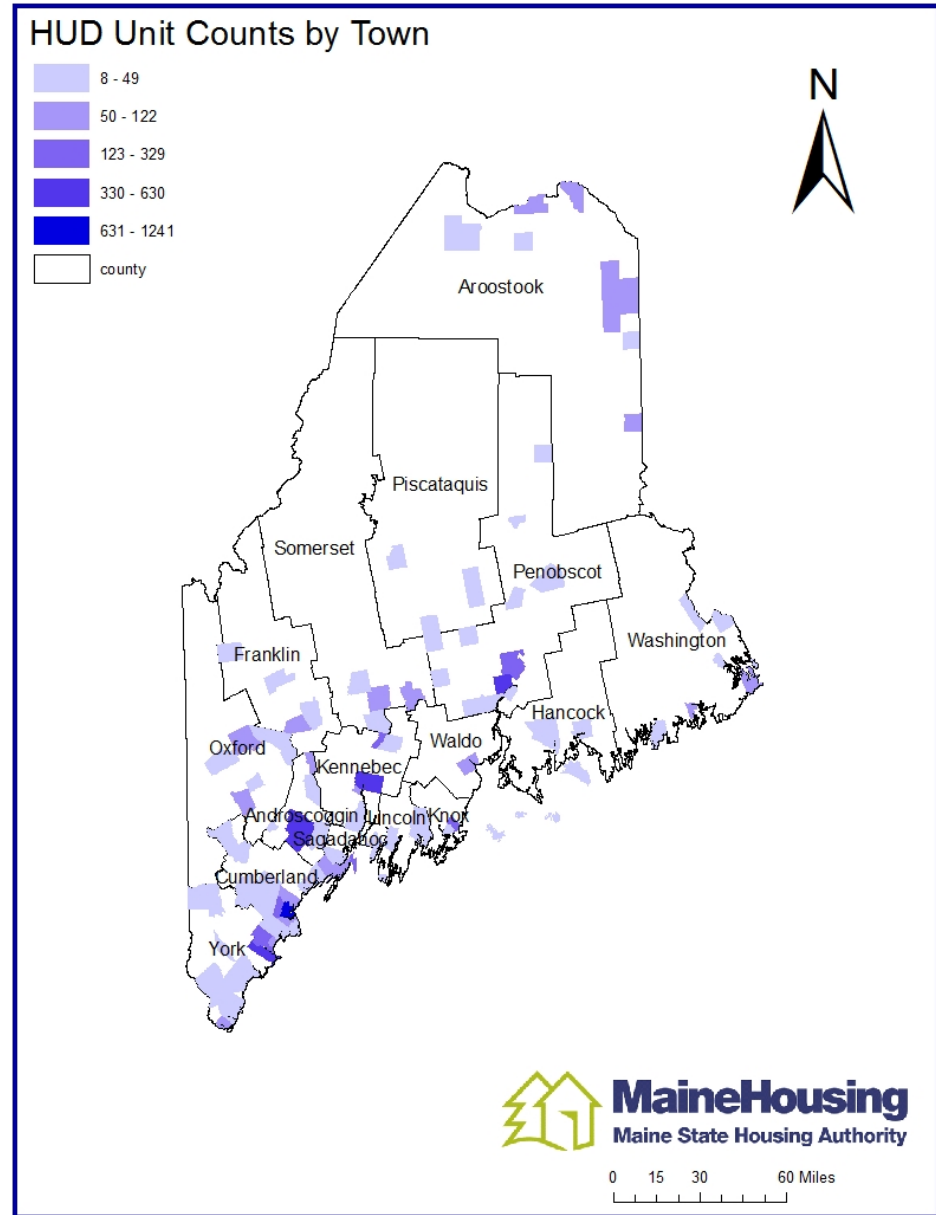 HUD Unit Counts by Town
8 - 49
50 - 122
123 - 329
330 - 630
631 - 1241
county
N
Aroostook
Piscataquis
Somerset
Penobscot
Washington
Franklin
Hancock
Oxford
Waldo
Kennebec
Androscoggin
Lincoln
Knox
Sagadahoc
Cumberland
York
MaineHousing
Maine State Housing Authority
0 15 30 60 Miles